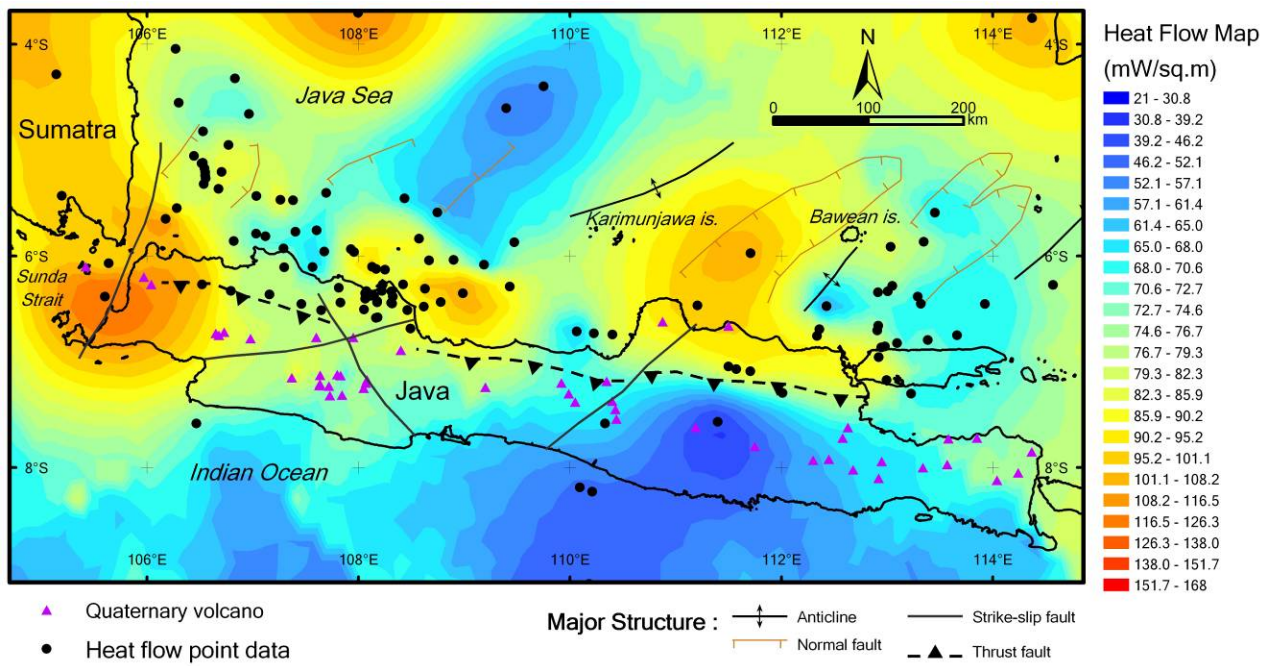 106°E 108°E 110°E 112°E 114°E
4°S 4°S
Java Sea
N
0 100 200
km
Sumatra
Karimunjawa is.
Bawean is.
6°S 6°S
Sunda
Strait
Java
Indian Ocean
8°S 8°S
106°E 108°E 110°E 112°E 114°E
Heat Flow Map
(mW/sq.m)
21 - 30.8
30.8 - 39.2
39.2 - 46.2
46.2 - 52.1
52.1 - 57.1
57.1 - 61.4
61.4 - 65.0
65.0 - 68.0
68.0 - 70.6
70.6 - 72.7
72.7 - 74.6
74.6 - 76.7
76.7 - 79.3
79.3 - 82.3
82.3 - 85.9
85.9 - 90.2
90.2 - 95.2
95.2 - 101.1
101.1 - 108.2
108.2 - 116.5
116.5 - 126.3
126.3 - 138.0
138.0 - 151.7
151.7 - 168
Quaternary volcano
Heat flow point data
Major Structure :
Anticline
Strike-slip fault
Normal fault
Thrust fault